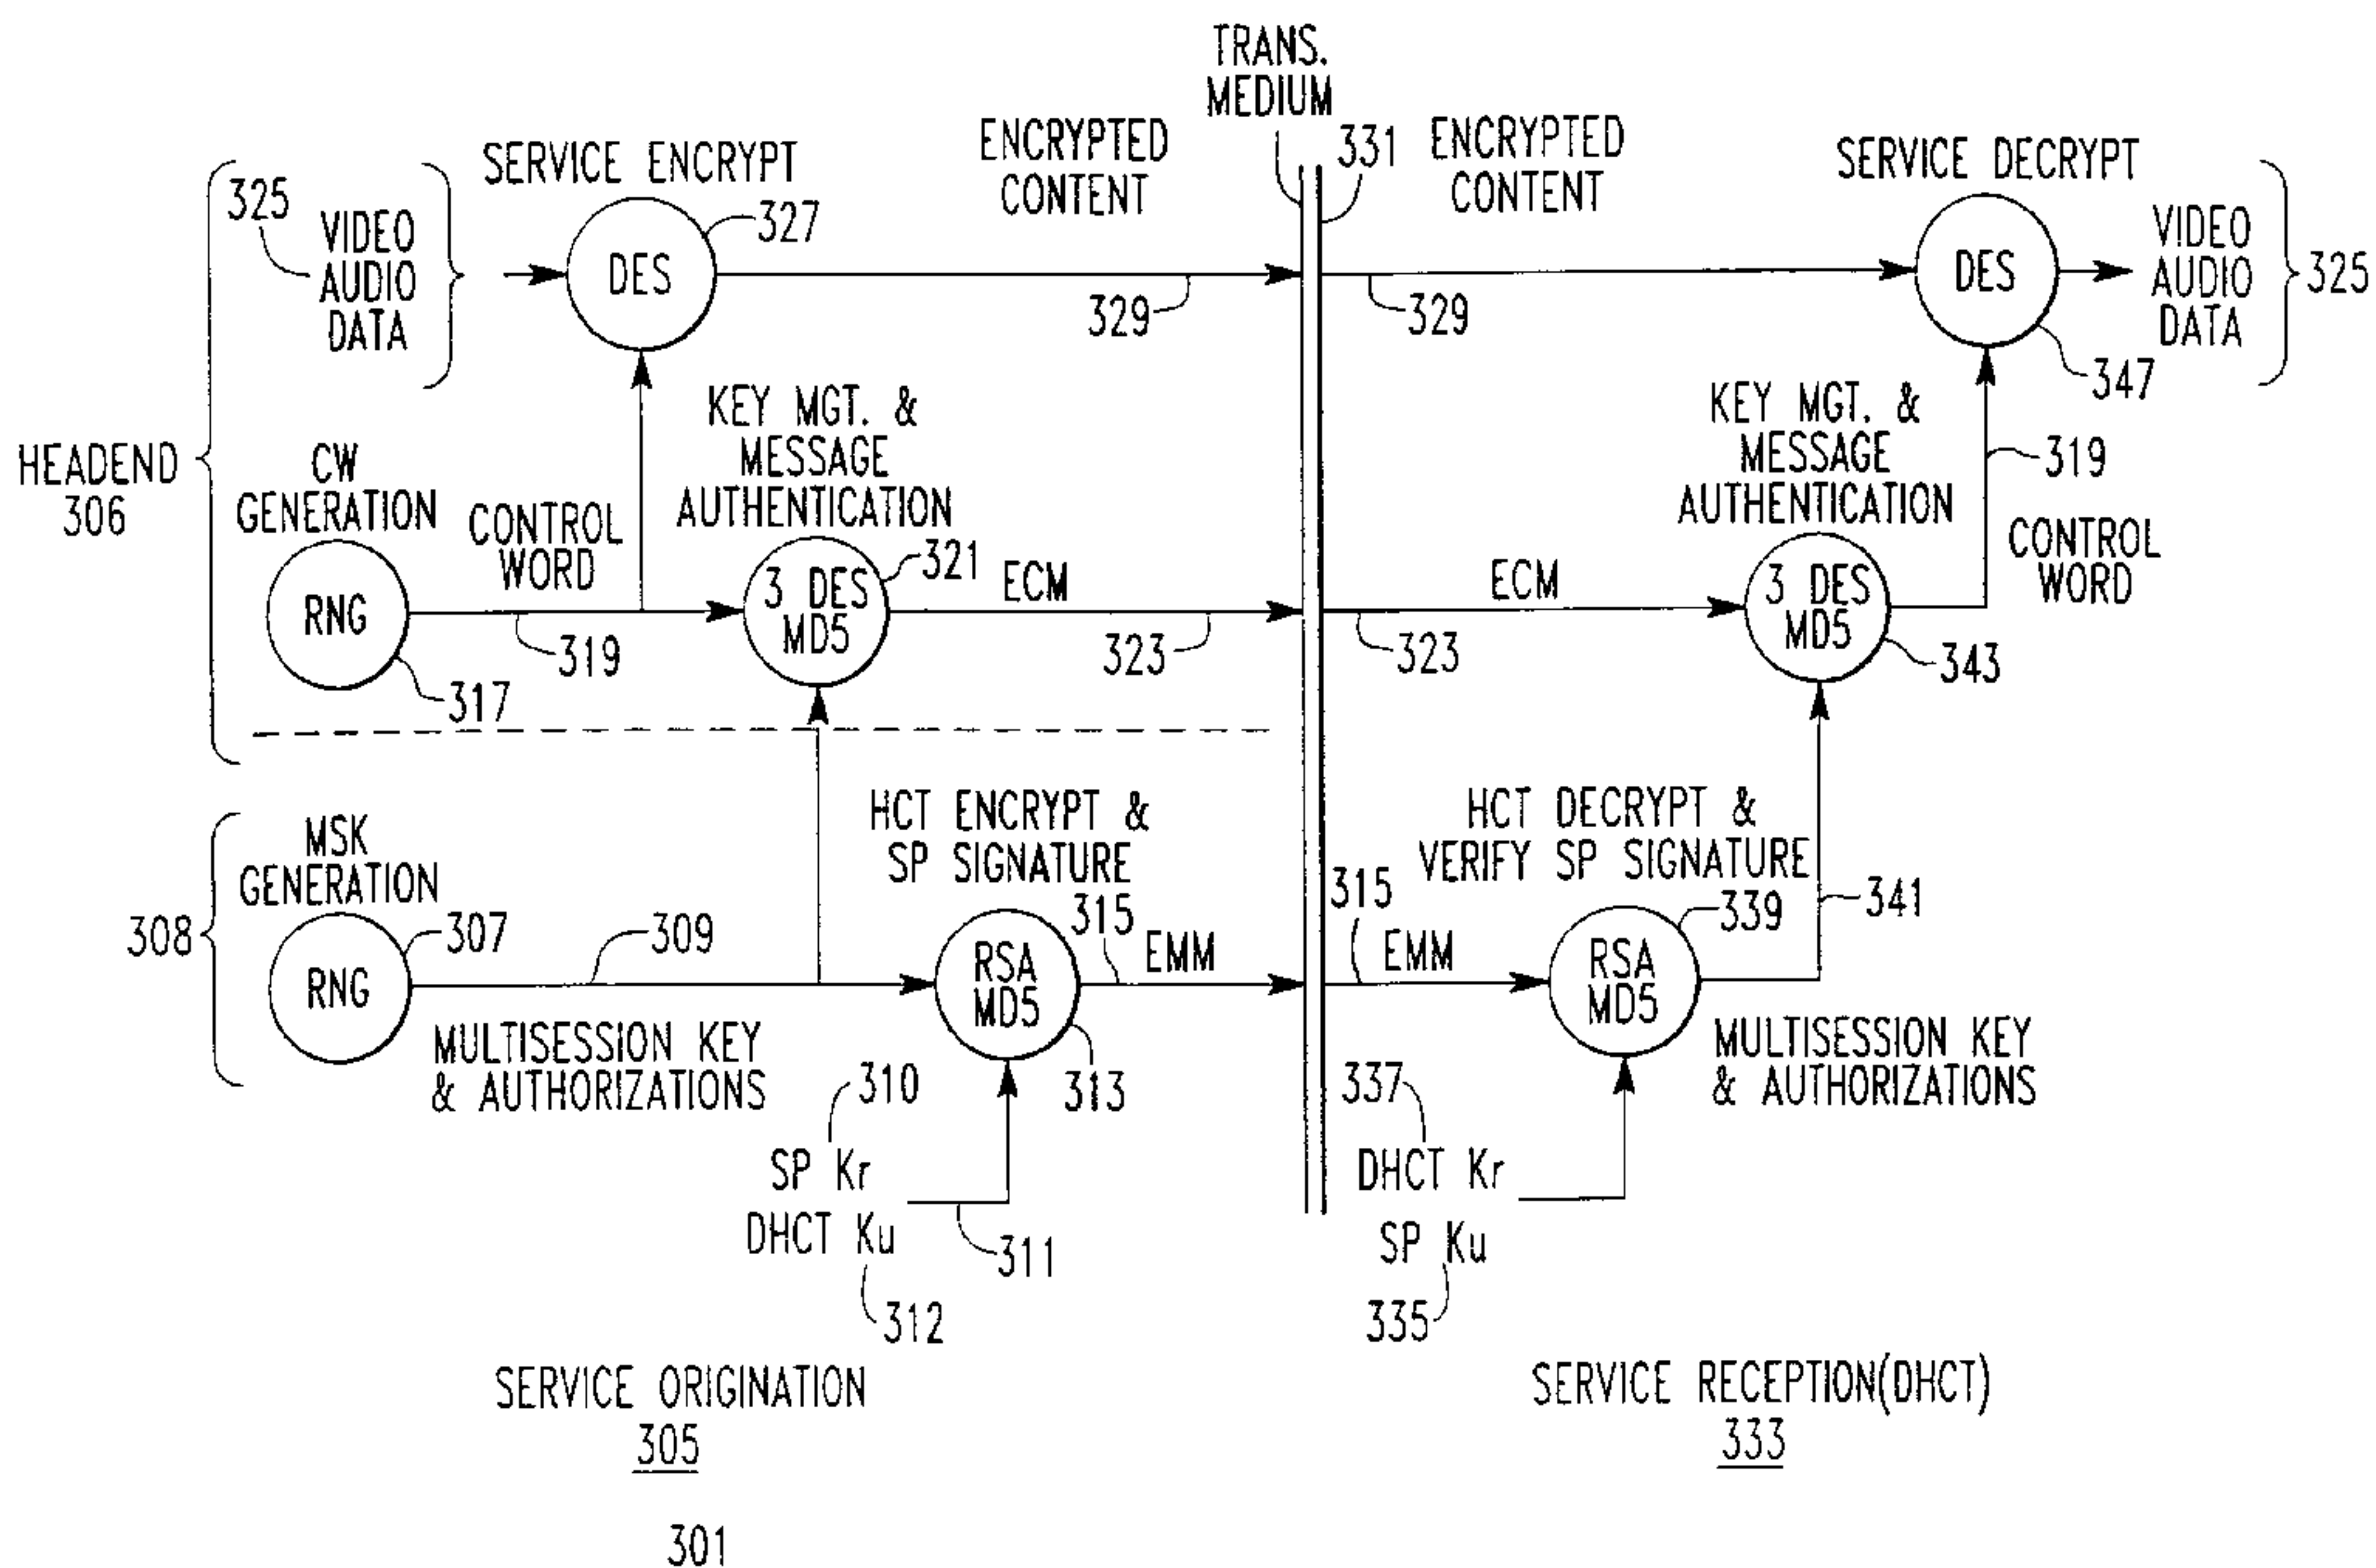 TRANS.
MEDIUM
331
ENCRYPTED
CONTENT
ENCRYPTED
CONTENT
SERVICE ENCRYPT
SERVICE DECRYPT
325
VIDEO
AUDIO
DATA
DES
327
329
329
DES
347
VIDEO
AUDIO
DATA
325
HEADEND
306
CW
GENERATION
RNG
317
CONTROL
WORD
319
KEY MGT. &
MESSAGE
AUTHENTICATION
3 DES
MD5
321
ECM
323
ECM
323
KEY MGT. &
MESSAGE
AUTHENTICATION
3 DES
MD5
343
319
CONTROL
WORD
308
MSK
GENERATION
RNG
307
309
MULTISESSION KEY
& AUTHORIZATIONS
HCT ENCRYPT &
SP SIGNATURE
RSA
MD5
313
315
EMM
310
SP Kr
DHCT Ku
311
312
315
EMM
HCT DECRYPT &
VERIFY SP SIGNATURE
RSA
MD5
339
341
MULTISESSION KEY
& AUTHORIZATIONS
337
DHCT Kr
SP Ku
335
SERVICE ORIGINATION
305
SERVICE RECEPTION(DHCT)
333
301